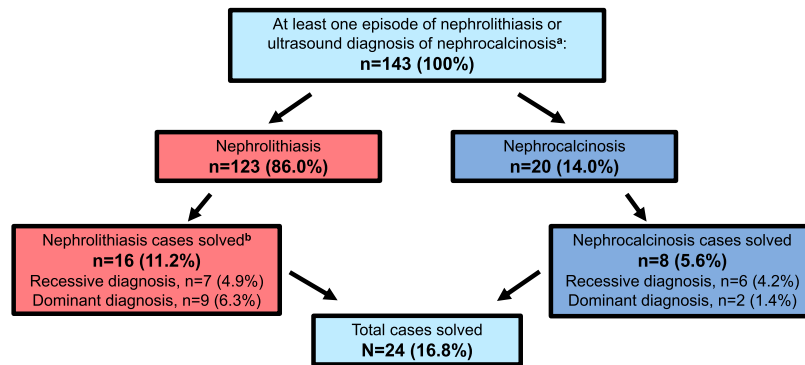 At least one episode of nephrolithiasis or
ultrasound diagnosis of nephrocalcinosisᵃ:
n=143 (100%)
Nephrolithiasis
n=123 (86.0%)
Nephrocalcinosis
n=20 (14.0%)
Nephrolithiasis cases solvedᵇ
n=16 (11.2%)
Recessive diagnosis, n=7 (4.9%)
Dominant diagnosis, n=9 (6.3%)
Nephrocalcinosis cases solved
n=8 (5.6%)
Recessive diagnosis, n=6 (4.2%)
Dominant diagnosis, n=2 (1.4%)
Total cases solved
N=24 (16.8%)